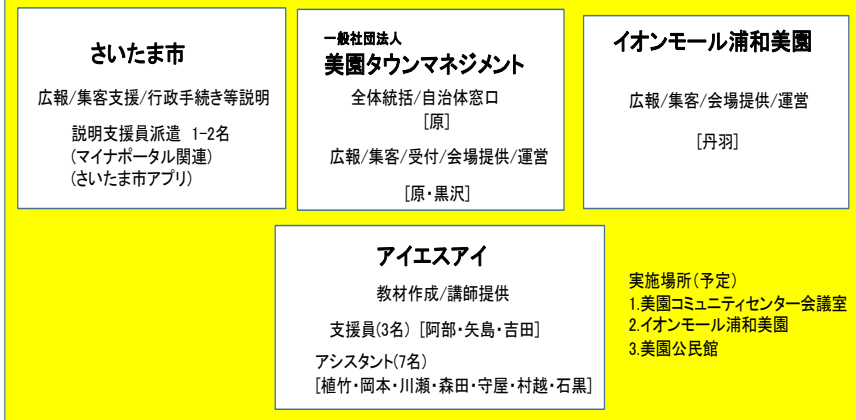 さいたま市
広報/集客支援/行政手続き等説明
説明支援員派遣 1-2名
(マイナポータル関連)
(さいたま市アプリ)
一般社団法人
美園タウンマネジメント
全体統括/自治体窓口
[原]
広報/集客/受付/会場提供/運営
[原・黒沢]
イオンモール浦和美園
広報/集客/会場提供/運営
[丹羽]
アイエスアイ
教材作成/講師提供
支援員(3名) [阿部・矢島・吉田]
アシスタント(7名)
[植竹・岡本・川瀬・森田・守屋・村越・石黒]
実施場所(予定)
1.美園コミュニティセンター会議室
2.イオンモール浦和美園
3.美園公民館